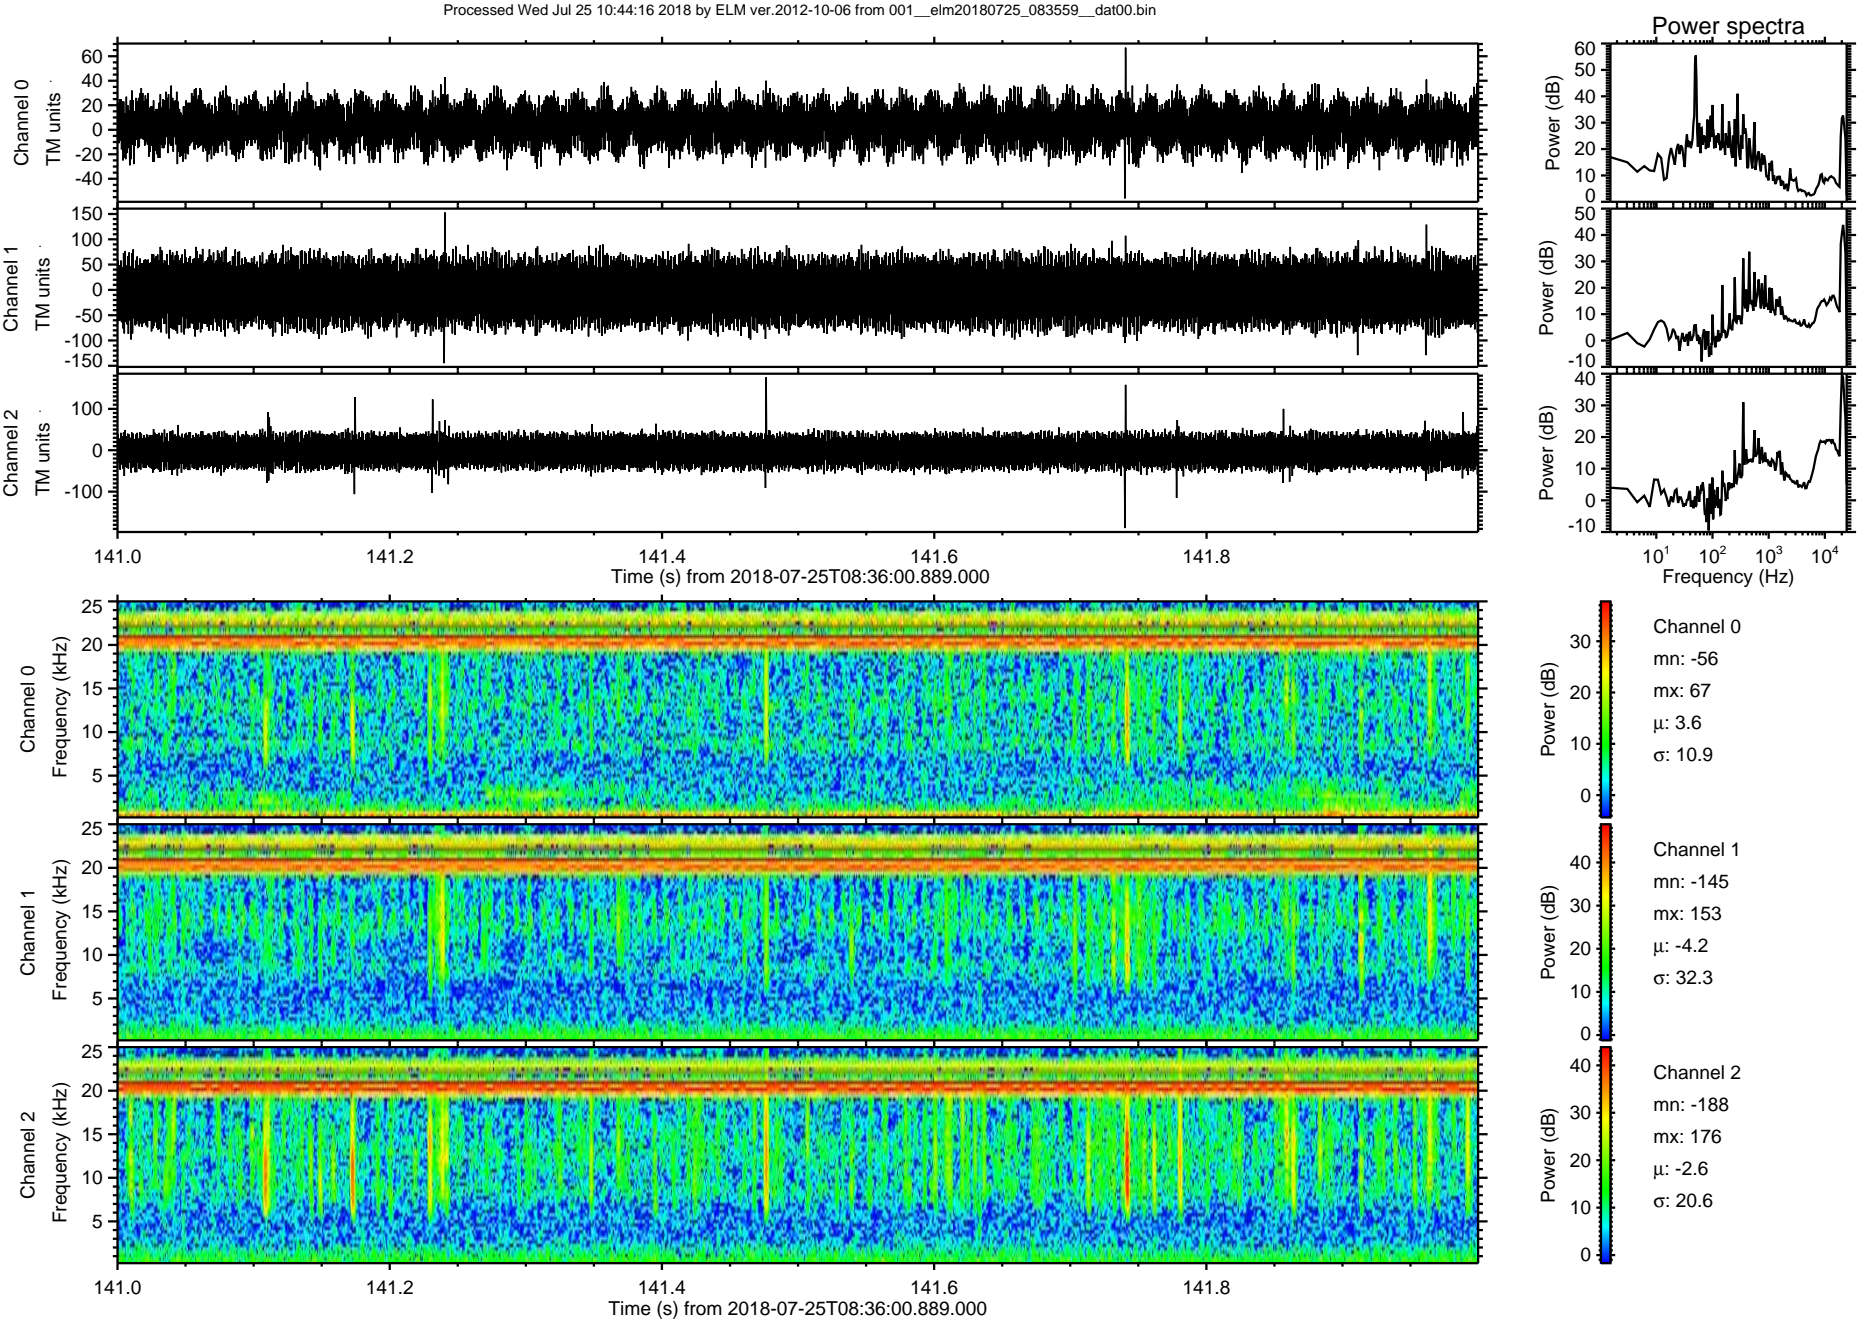 Processed Wed Jul 25 10:44:16 2018 by ELM ver.2012-10-06 from 001__elm20180725_083559__dat00.bin
Power spectra
Channel 0
TM units
60
40
20
0
-20
-40
Power (dB)
60
50
40
30
20
10
0
Channel 1
TM units
150
100
50
0
-50
-100
-150
Power (dB)
50
40
30
20
10
0
-10
Channel 2
TM units
100
0
-100
Power (dB)
40
30
20
10
0
-10
141.0 141.2 141.4 141.6 141.8
Time (s) from 2018-07-25T08:36:00.889.000
10^1 10^2 10^3 10^4
Frequency (Hz)
Channel 0
Frequency (kHz)
25
20
15
10
5
Power (dB)
30
20
10
0
Channel 0
mn: -56
mx: 67
μ: 3.6
σ: 10.9
Channel 1
Frequency (kHz)
25
20
15
10
5
Power (dB)
40
30
20
10
0
Channel 1
mn: -145
mx: 153
μ: -4.2
σ: 32.3
Channel 2
Frequency (kHz)
25
20
15
10
5
Power (dB)
40
30
20
10
0
Channel 2
mn: -188
mx: 176
μ: -2.6
σ: 20.6
141.0 141.2 141.4 141.6 141.8
Time (s) from 2018-07-25T08:36:00.889.000